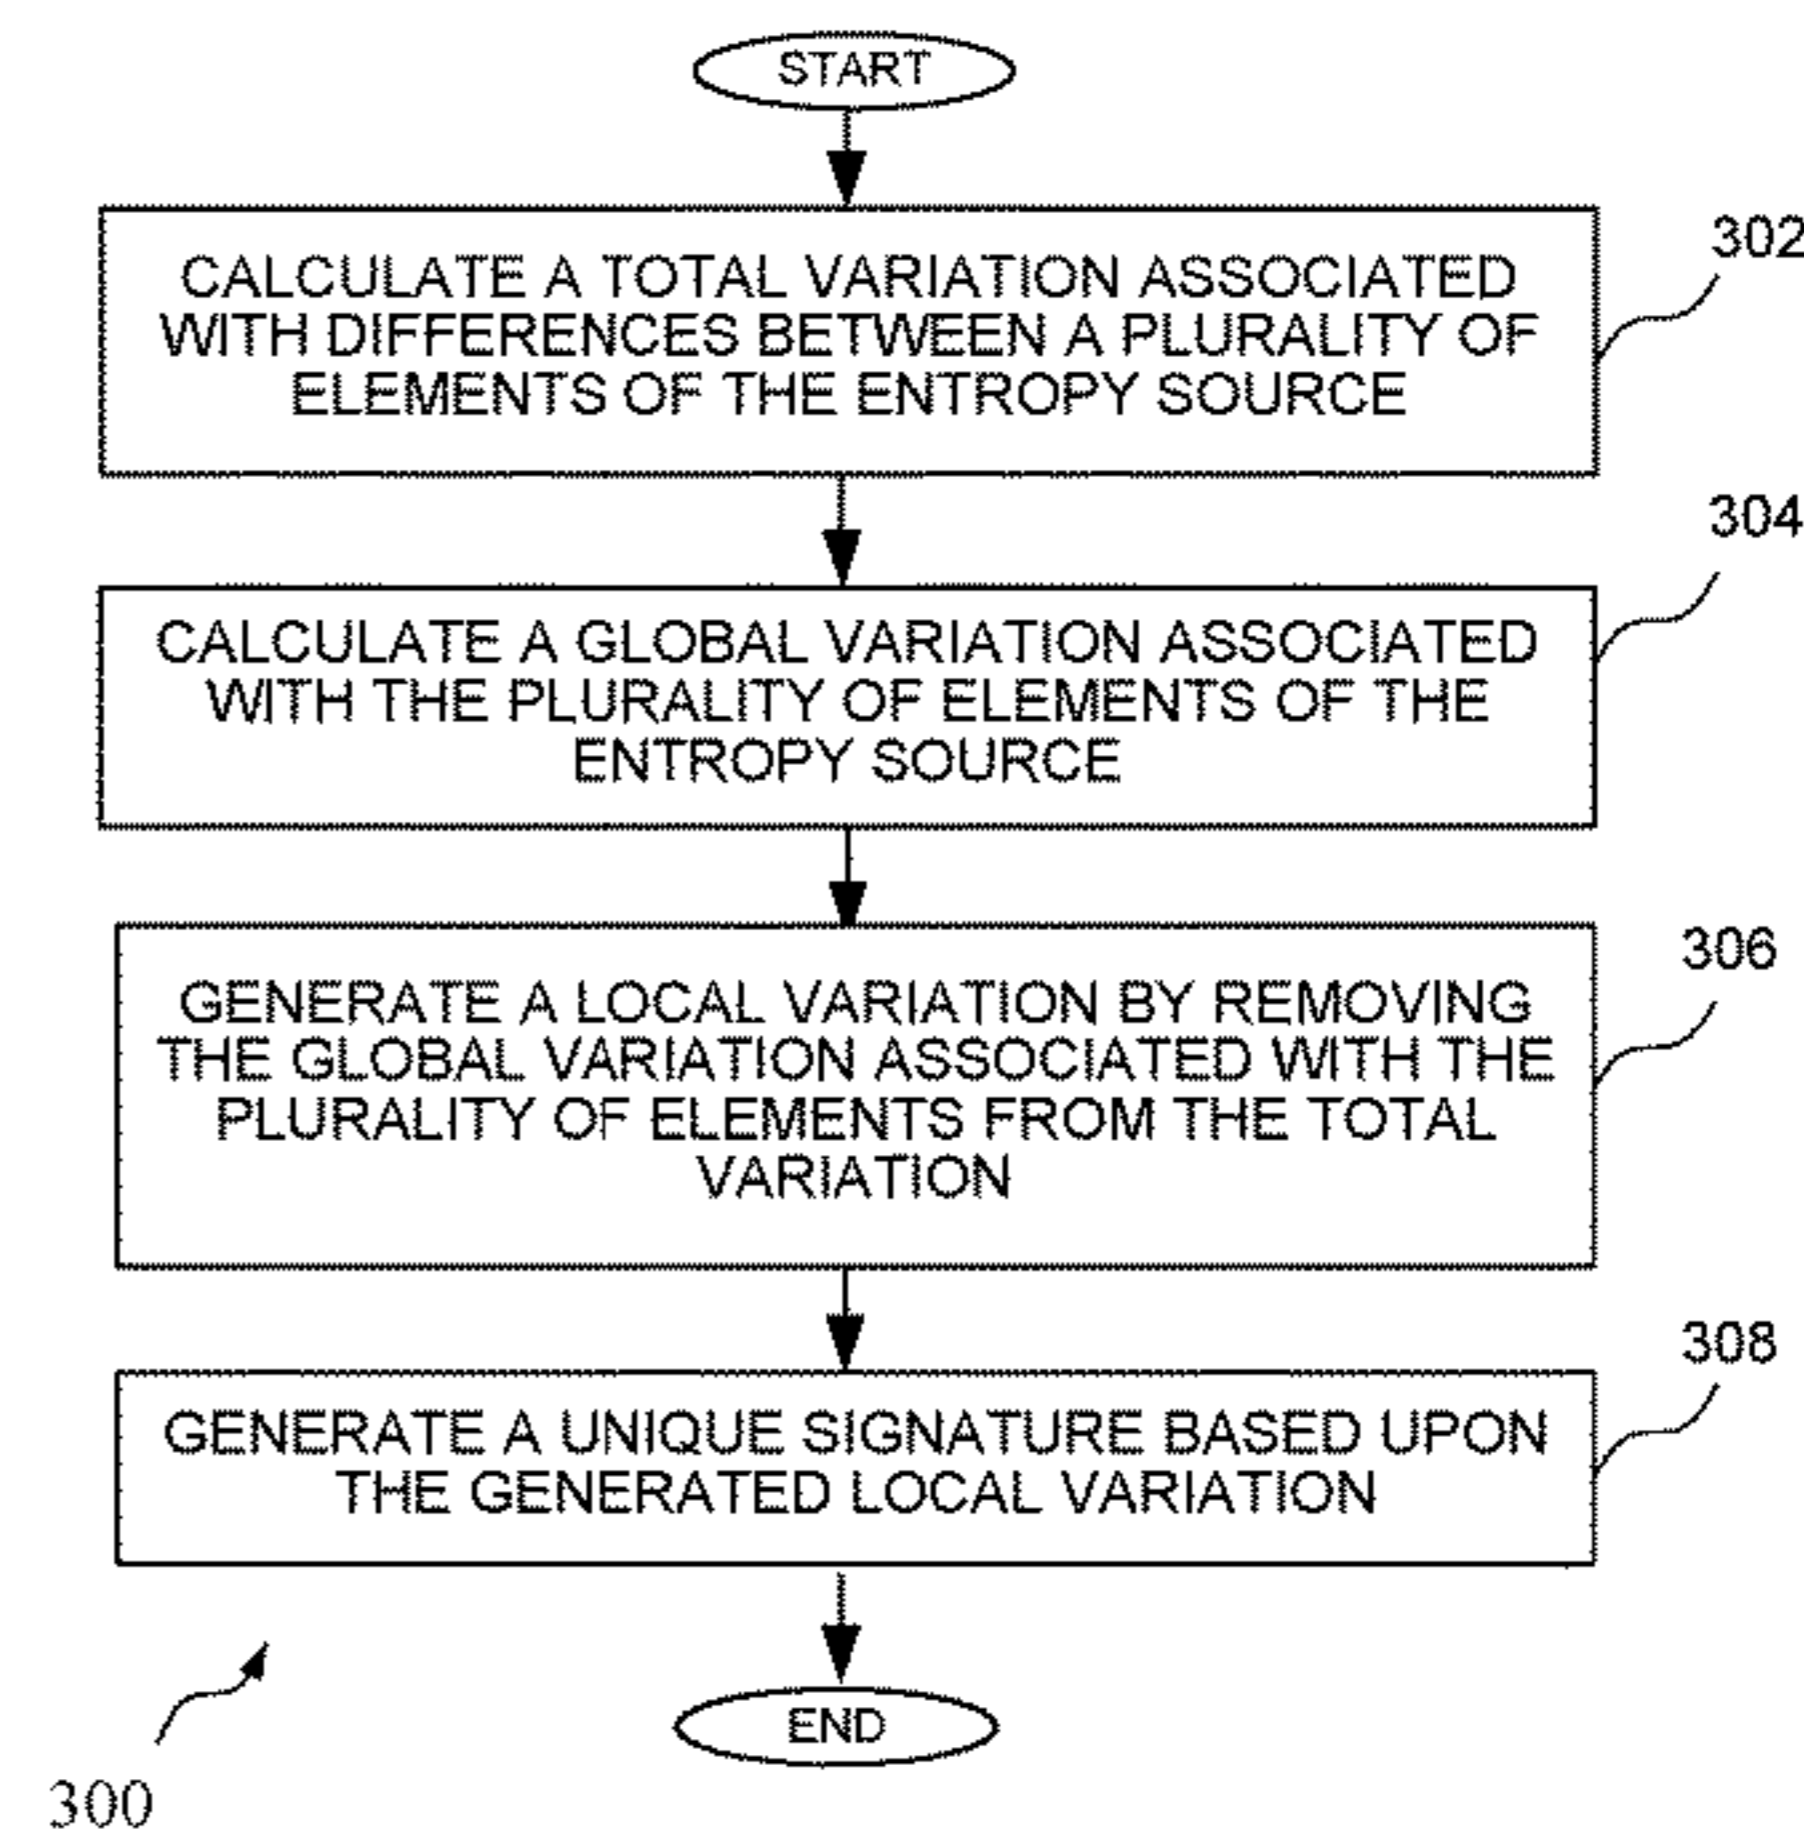 START
CALCULATE A TOTAL VARIATION ASSOCIATED
WITH DIFFERENCES BETWEEN A PLURALITY OF
ELEMENTS OF THE ENTROPY SOURCE
302
CALCULATE A GLOBAL VARIATION ASSOCIATED
WITH THE PLURALITY OF ELEMENTS OF THE
ENTROPY SOURCE
304
GENERATE A LOCAL VARIATION BY REMOVING
THE GLOBAL VARIATION ASSOCIATED WITH THE
PLURALITY OF ELEMENTS FROM THE TOTAL
VARIATION
306
GENERATE A UNIQUE SIGNATURE BASED UPON
THE GENERATED LOCAL VARIATION
308
END
300